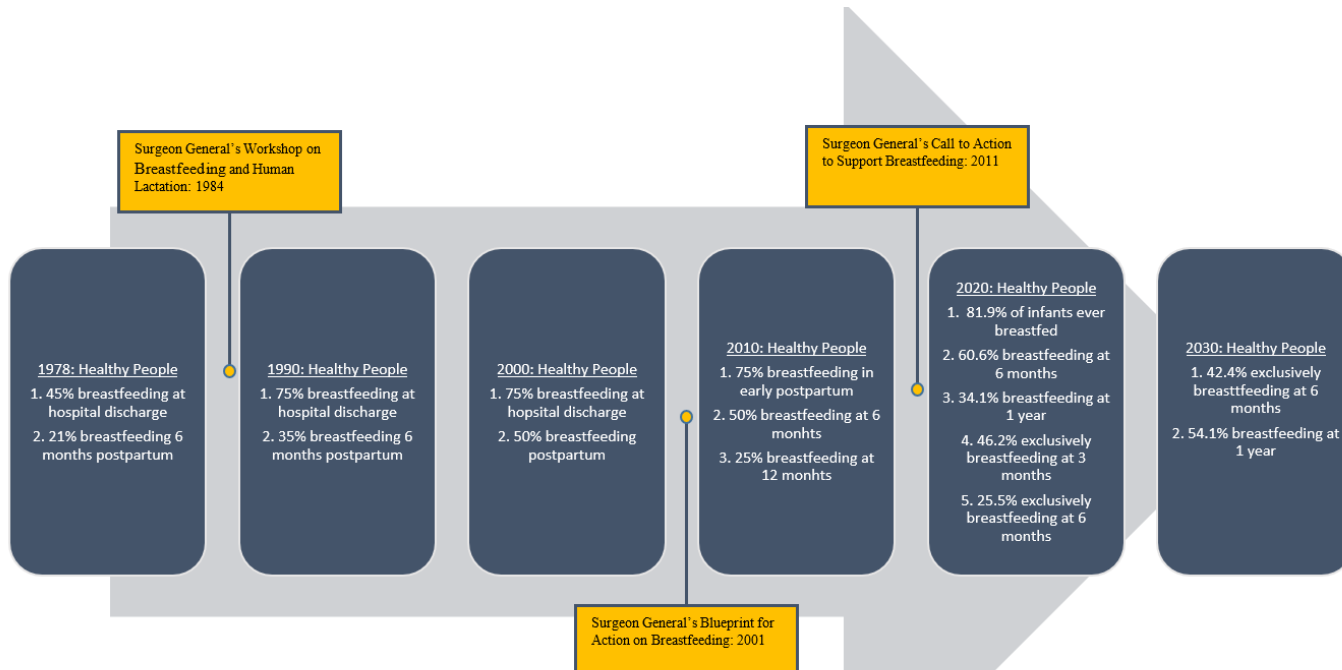 Surgeon General's Workshop on
Breastfeeding and Human
Lactation: 1984
Surgeon General's Call to Action
to Support Breastfeeding: 2011
1978: Healthy People
1. 45% breastfeeding at
hospital discharge
2. 21% breastfeeding 6
months postpartum
1990: Healthy People
1. 75% breastfeeding at
hospital discharge
2. 35% breastfeeding 6
months postpartum
2000: Healthy People
1. 75% breastfeeding at
hospital discharge
2. 50% breastfeeding
postpartum
2010: Healthy People
1. 75% breastfeeding in
early postpartum
2. 50% breastfeeding at 6
monhts
3. 25% breastfeeding at
12 monhts
2020: Healthy People
1. 81.9% of infants ever
breastfed
2. 60.6% breastfeeding at
6 months
3. 34.1% breastfeeding at
1 year
4. 46.2% exclusively
breastfeeding at 3
months
5. 25.5% exclusively
breastfeeding at 6
months
2030: Healthy People
1. 42.4% exclusively
breasttfeeding at 6
months
2. 54.1% breastfeeding at
1 year
Surgeon General's Blueprint for
Action on Breastfeeding: 2001